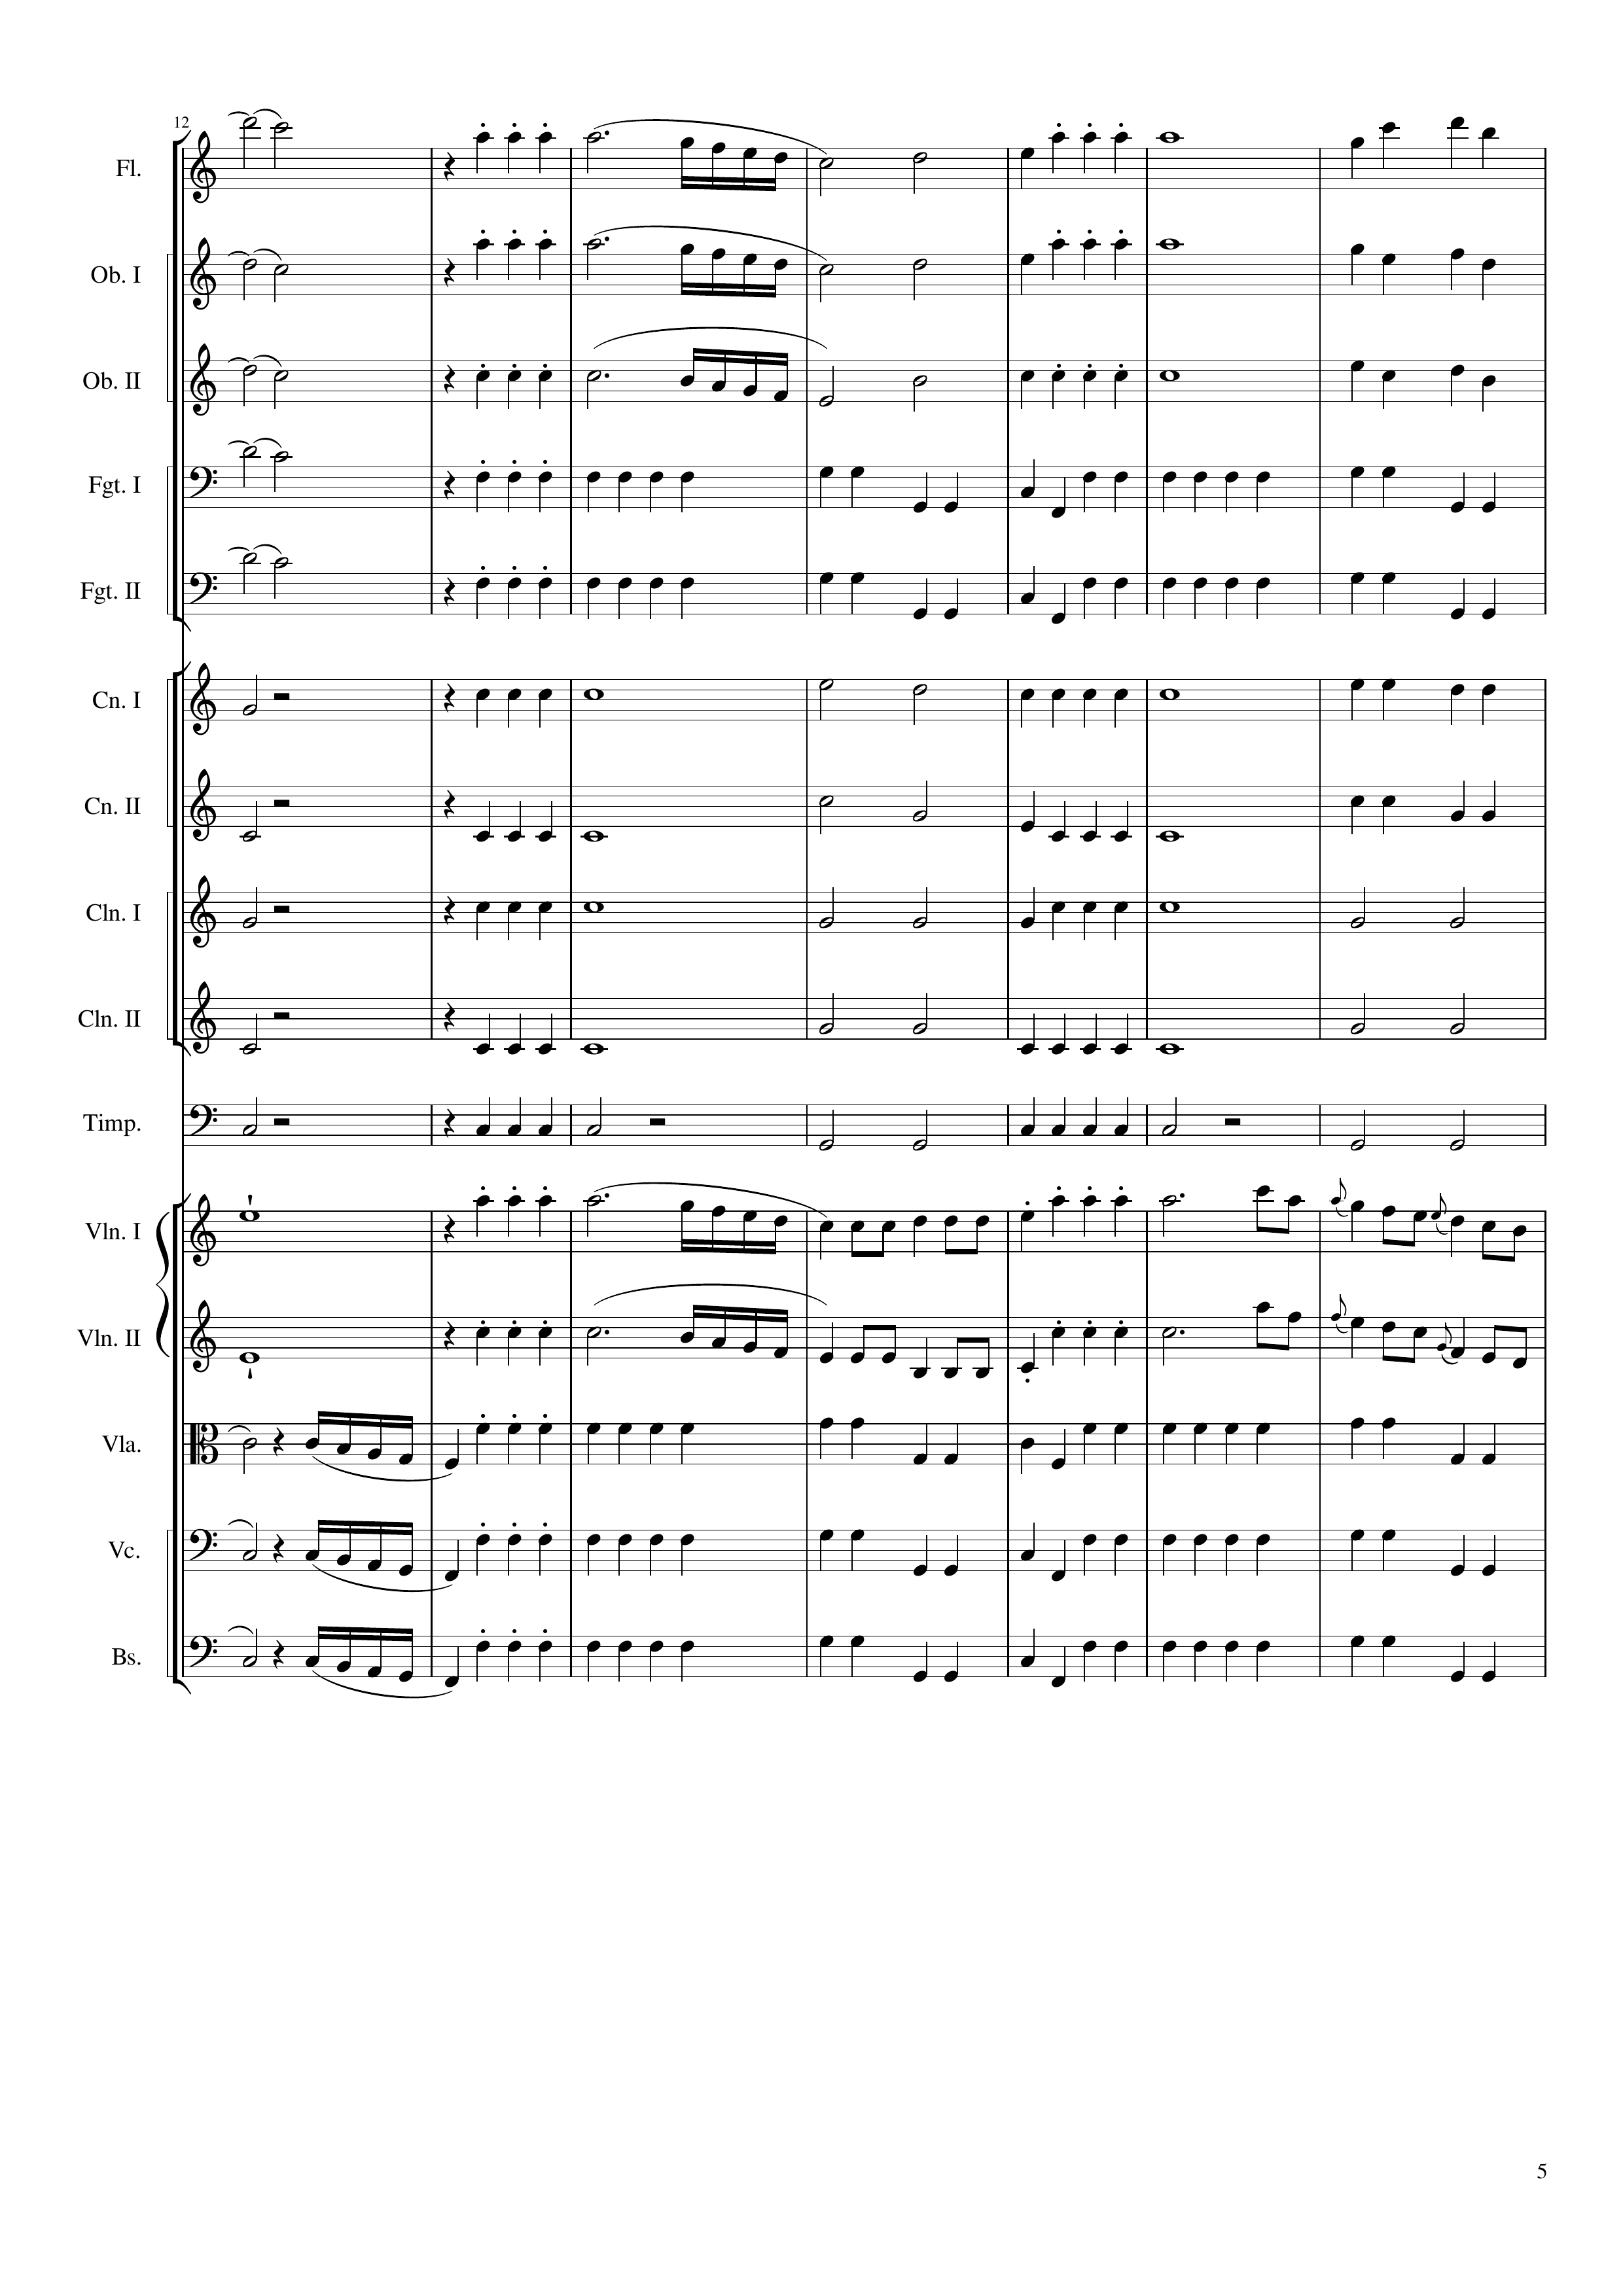 12
Fl.
Ob. I
Ob. II
Fgt. I
Fgt. II
Cn. I
Cn. II
Cln. I
Cln. II
Timp.
Vln. I
Vln. II
Vla.
Vc.
Bs.
5